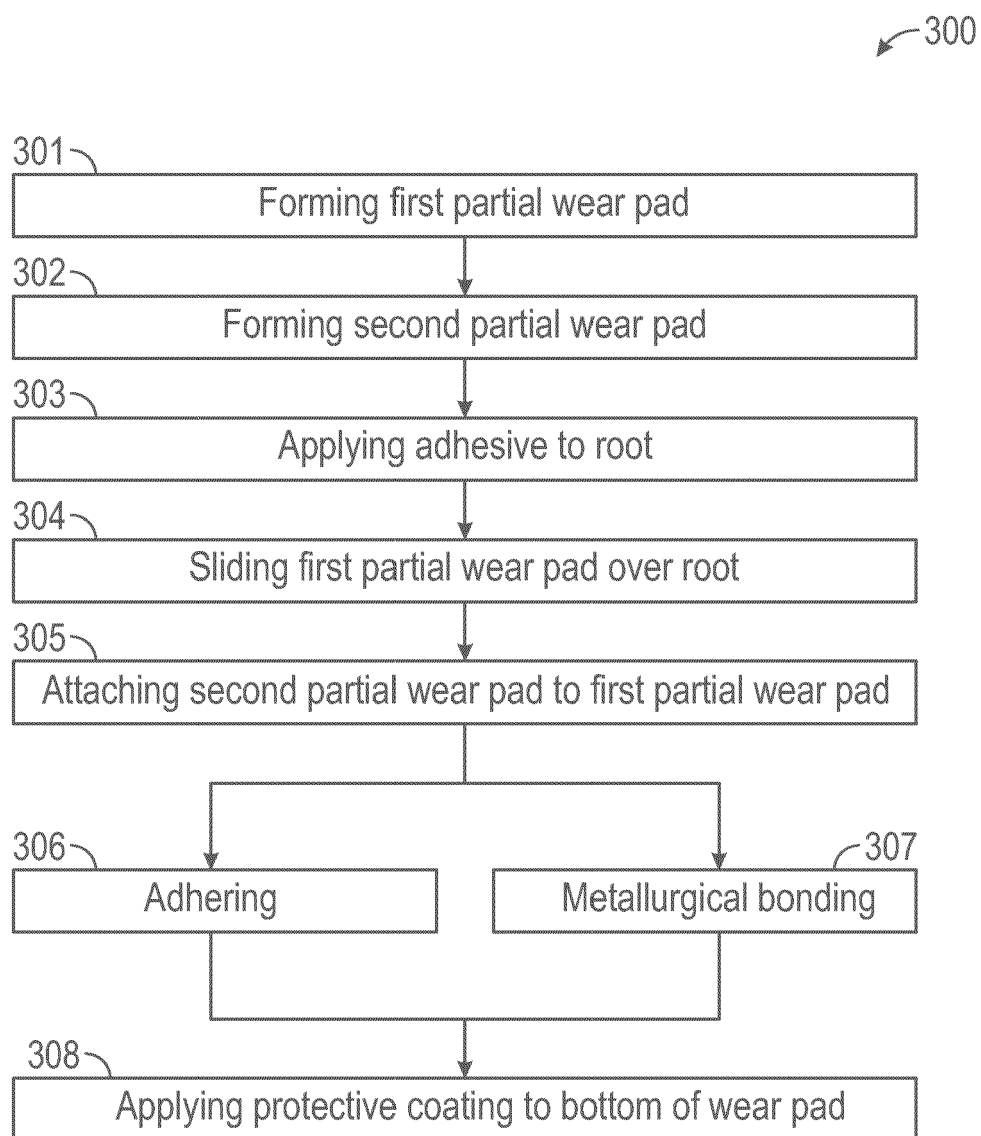 300
301
Forming first partial wear pad
302
Forming second partial wear pad
303
Applying adhesive to root
304
Sliding first partial wear pad over root
305
Attaching second partial wear pad to first partial wear pad
306
Adhering
307
Metallurgical bonding
308
Applying protective coating to bottom of wear pad